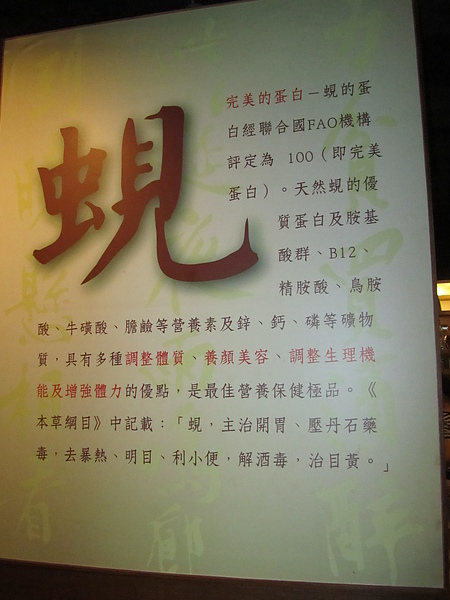 蜆
完美的蛋白－蜆的蛋
白經聯合國FAO機構
評定為 100（即完美
蛋白）。天然蜆的優
質蛋白及胺基
酸群、B12、
精胺酸、鳥胺
酸、牛磺酸、膽鹼等營養素及鋅、鈣、磷等礦物
質，具有多種調整體質、養顏美容、調整生理機
能及增強體力的優點，是最佳營養保健極品。《
本草綱目》中記載：「蜆，主治開胃、壓丹石藥
毒，去暴熱、明目、利小便，解酒毒，治目黃。」